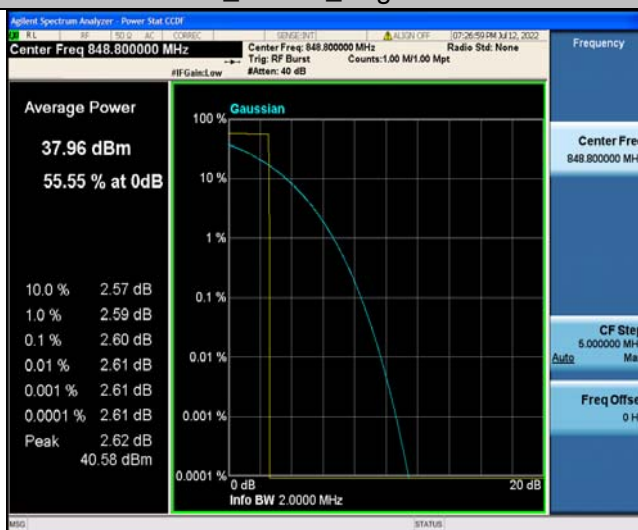 Agilent Spectrum Analyzer - Power Stat CCDF
RL RF 50 Ω AC CORREC SENSE:INT ALIGN OFF 07:26:59 PM Jul 12, 2022
Center Freq 848.800000 MHz Center Freq: 848.800000 MHz Radio Std: None
Trig: RF Burst Counts:1.00 M/1.00 Mpt
#IFGain:Low #Atten: 40 dB
Frequency
Average Power
37.96 dBm
55.55 % at 0dB
10.0 % 2.57 dB
1.0 % 2.59 dB
0.1 % 2.60 dB
0.01 % 2.61 dB
0.001 % 2.61 dB
0.0001 % 2.61 dB
Peak 2.62 dB
40.58 dBm
Gaussian
100 %
10 %
1 %
0.1 %
0.01 %
0.001 %
0.0001 %
0 dB 20 dB
Info BW 2.0000 MHz
Center Fre
848.800000 MH
CF Ste
5.000000 MH
Auto Ma
Freq Offse
0 H
MSG STATUS